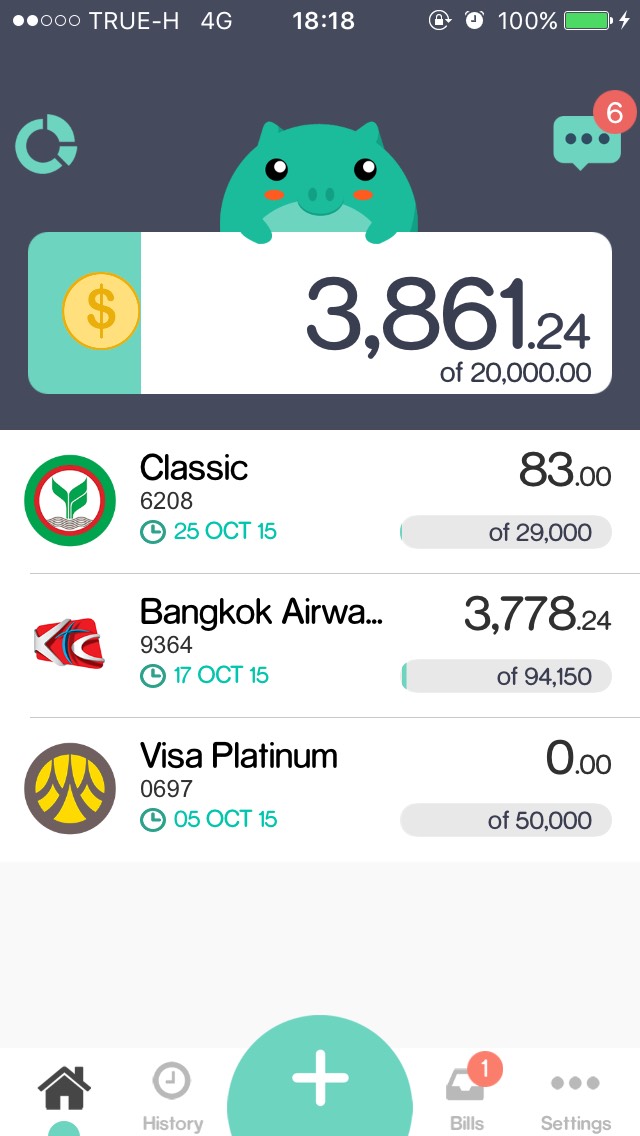 TRUE-H 4G 18:18 100%
6
$
3,861.24
of 20,000.00
Classic 83.00
6208
25 OCT 15 of 29,000
Bangkok Airwa... 3,778.24
9364
KTC
17 OCT 15 of 94,150
Visa Platinum 0.00
0697
05 OCT 15 of 50,000
+
1
History Bills Settings